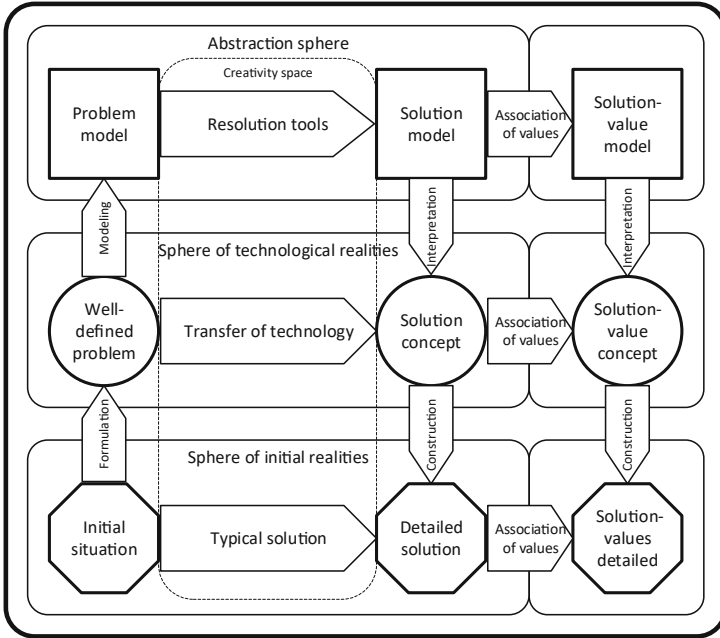 Abstraction sphere
Creativity space
Problem
model
Resolution tools
Solution
model
Association
of values
Solution-
value
model
Modeling
Interpretation
Interpretation
Sphere of technological realities
Well-
defined
problem
Transfer of technology
Solution
concept
Association
of values
Solution-
value
concept
Formulation
Construction
Construction
Sphere of initial realities
Initial
situation
Typical solution
Detailed
solution
Association
of values
Solution-
values
detailed